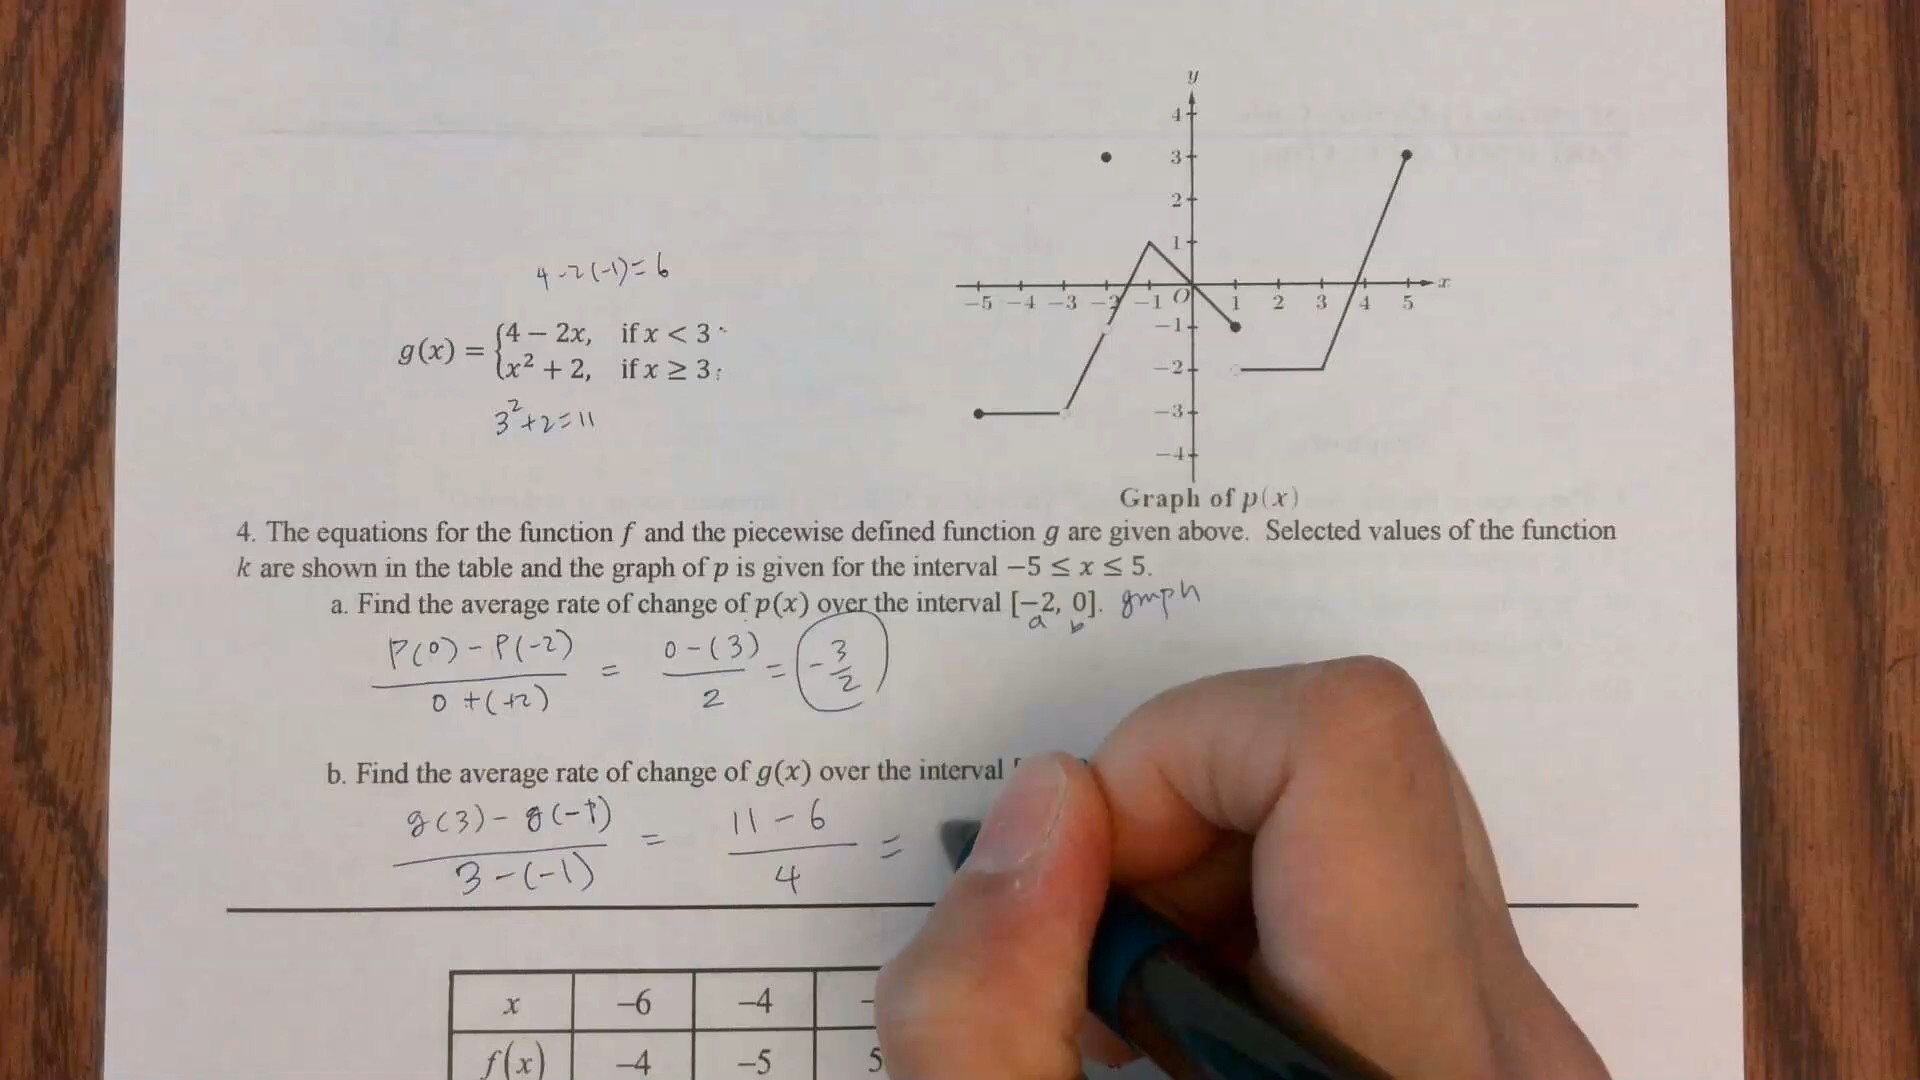 y
4
3
2
1
-5 -4 -3 -2 -1 O 1 2 3 4 5 x
-1
-2
-3
-4
Graph of p(x)
4 - 2(-1) = 6
g(x) = {4 − 2x, if x < 3
x² + 2, if x ≥ 3
3² + 2 = 11
4. The equations for the function f and the piecewise defined function g are given above. Selected values of the function
k are shown in the table and the graph of p is given for the interval −5 ≤ x ≤ 5.
a. Find the average rate of change of p(x) over the interval [−2, 0]. graph
a b
P(0) - P(-2) = 0 - (3) = - 3
0 + (+2) 2 2
b. Find the average rate of change of g(x) over the interval
g(3) - g(-1) = 11 - 6 =
3 - (-1) 4
x -6 -4
f(x) -4 -5 5